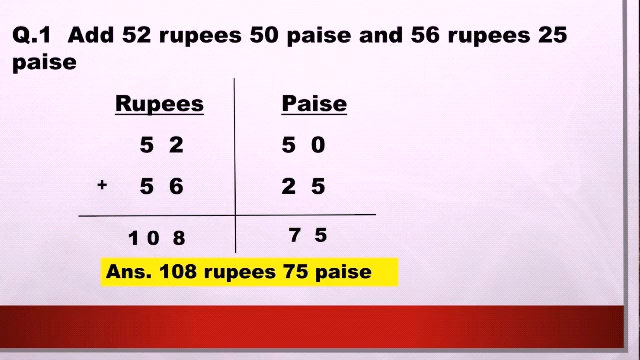 Q.1 Add 52 rupees 50 paise and 56 rupees 25
paise
Rupees Paise
5 2 5 0
+ 5 6 2 5
1 0 8 7 5
Ans. 108 rupees 75 paise